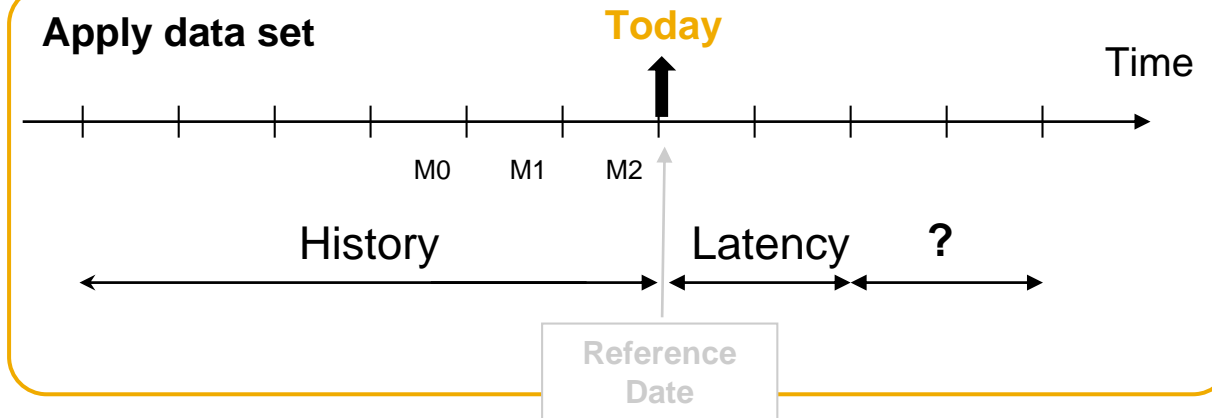 Apply data set
Today
Time
M0 M1 M2
History
Latency
?
Reference
Date